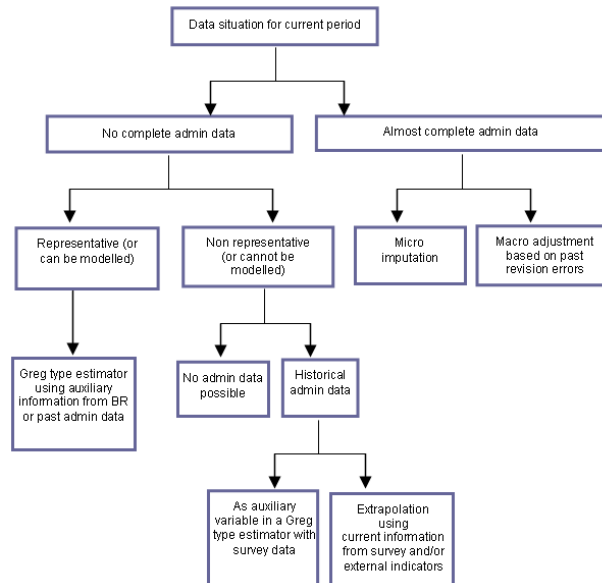 Data situation for current period
No complete admin data
Almost complete admin data
Representative (or
can be modelled)
Non representative
(or cannot be
modelled)
Micro
imputation
Macro adjustment
based on past
revision errors
Greg type estimator
using auxiliary
information from BR
or past admin data
No admin data
possible
Historical
admin data
As auxiliary
variable in a Greg
type estimator with
survey data
Extrapolation
using
current information
from survey and/or
external indicators